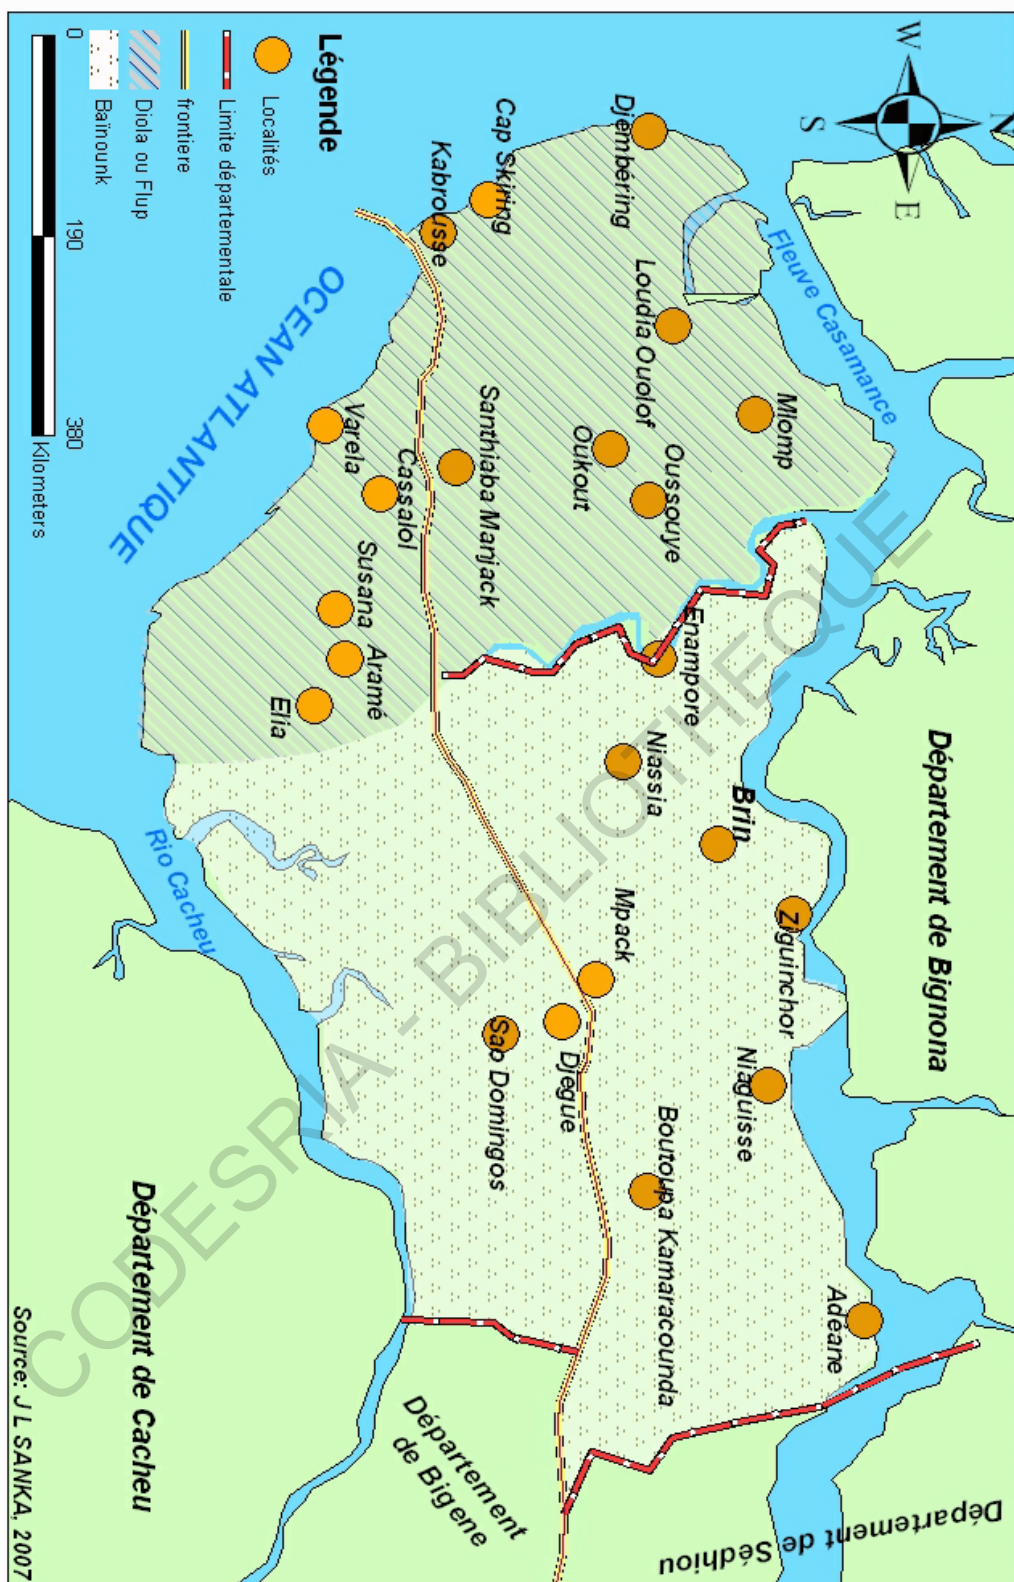 N
W
E
S
Légende
Localités
Limite départementale
frontiere
Diola ou Flup
Baïnounk
0
190
380
Kilometers
Fleuve Casamance
OCEAN ATLANTIQUE
Rio Cacheu
Département de Bignona
Département de Sédhiou
Département
de Bigene
Département de Cacheu
Djembéring
Cap Skiring
Kabrousse
Loudia Ouolof
Mlomp
Oukout
Oussouye
Santhiaba Manjack
Varela
Cassalol
Susana
Aramé
Elia
Enampore
Niassia
Brin
Ziguinchor
Mpack
Djegue
Sao Domingos
Niaguisse
Boutoupa Kamaracounda
Adéane
CODESRIA - BIBLIOTHEQUE
Source: J L SANKA, 2007